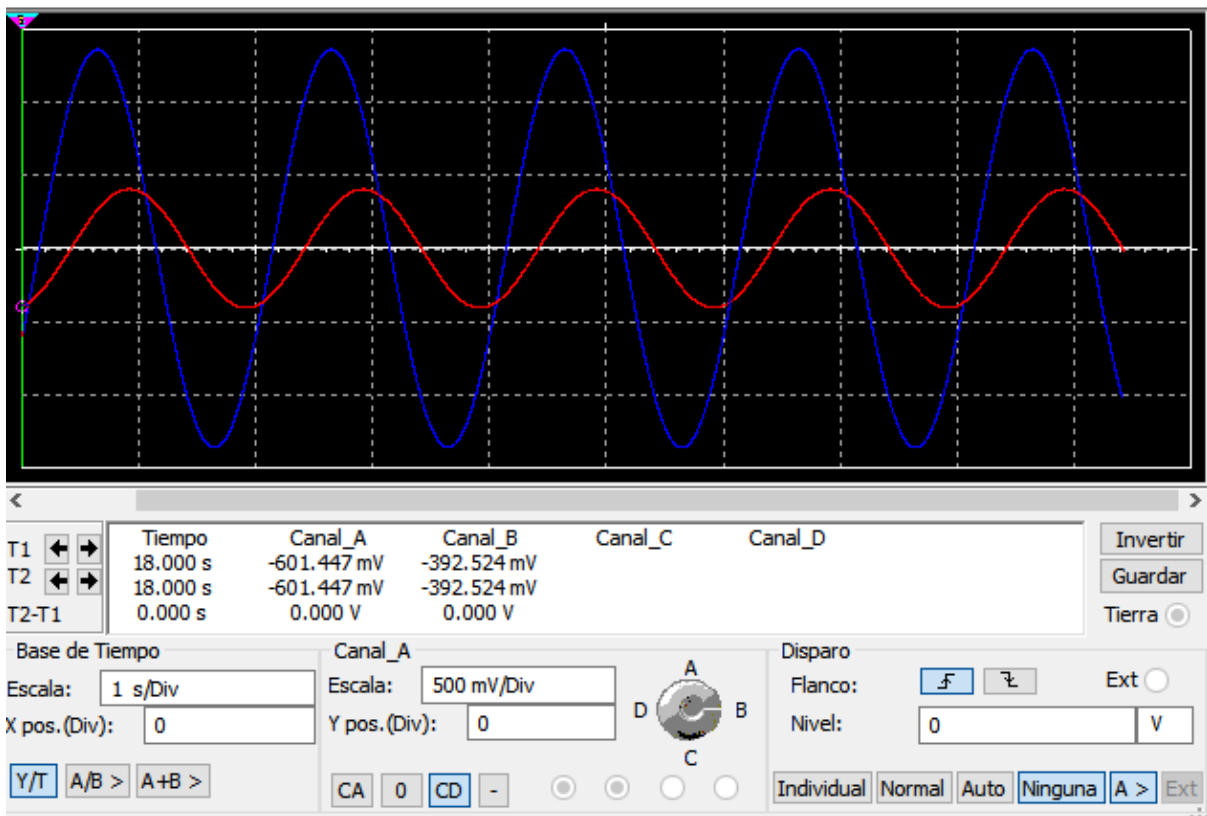 Tiempo Canal_A Canal_B Canal_C Canal_D
T1 18.000 s -601.447 mV -392.524 mV
T2 18.000 s -601.447 mV -392.524 mV
T2-T1 0.000 s 0.000 V 0.000 V
Invertir
Guardar
Tierra
Base de Tiempo
Escala: 1 s/Div
X pos.(Div): 0
Y/T A/B > A+B >
Canal_A
Escala: 500 mV/Div
Y pos.(Div): 0
CA 0 CD -
A
D B
C
Disparo
Flanco: Ext
Nivel: 0 V
Individual Normal Auto Ninguna A > Ext